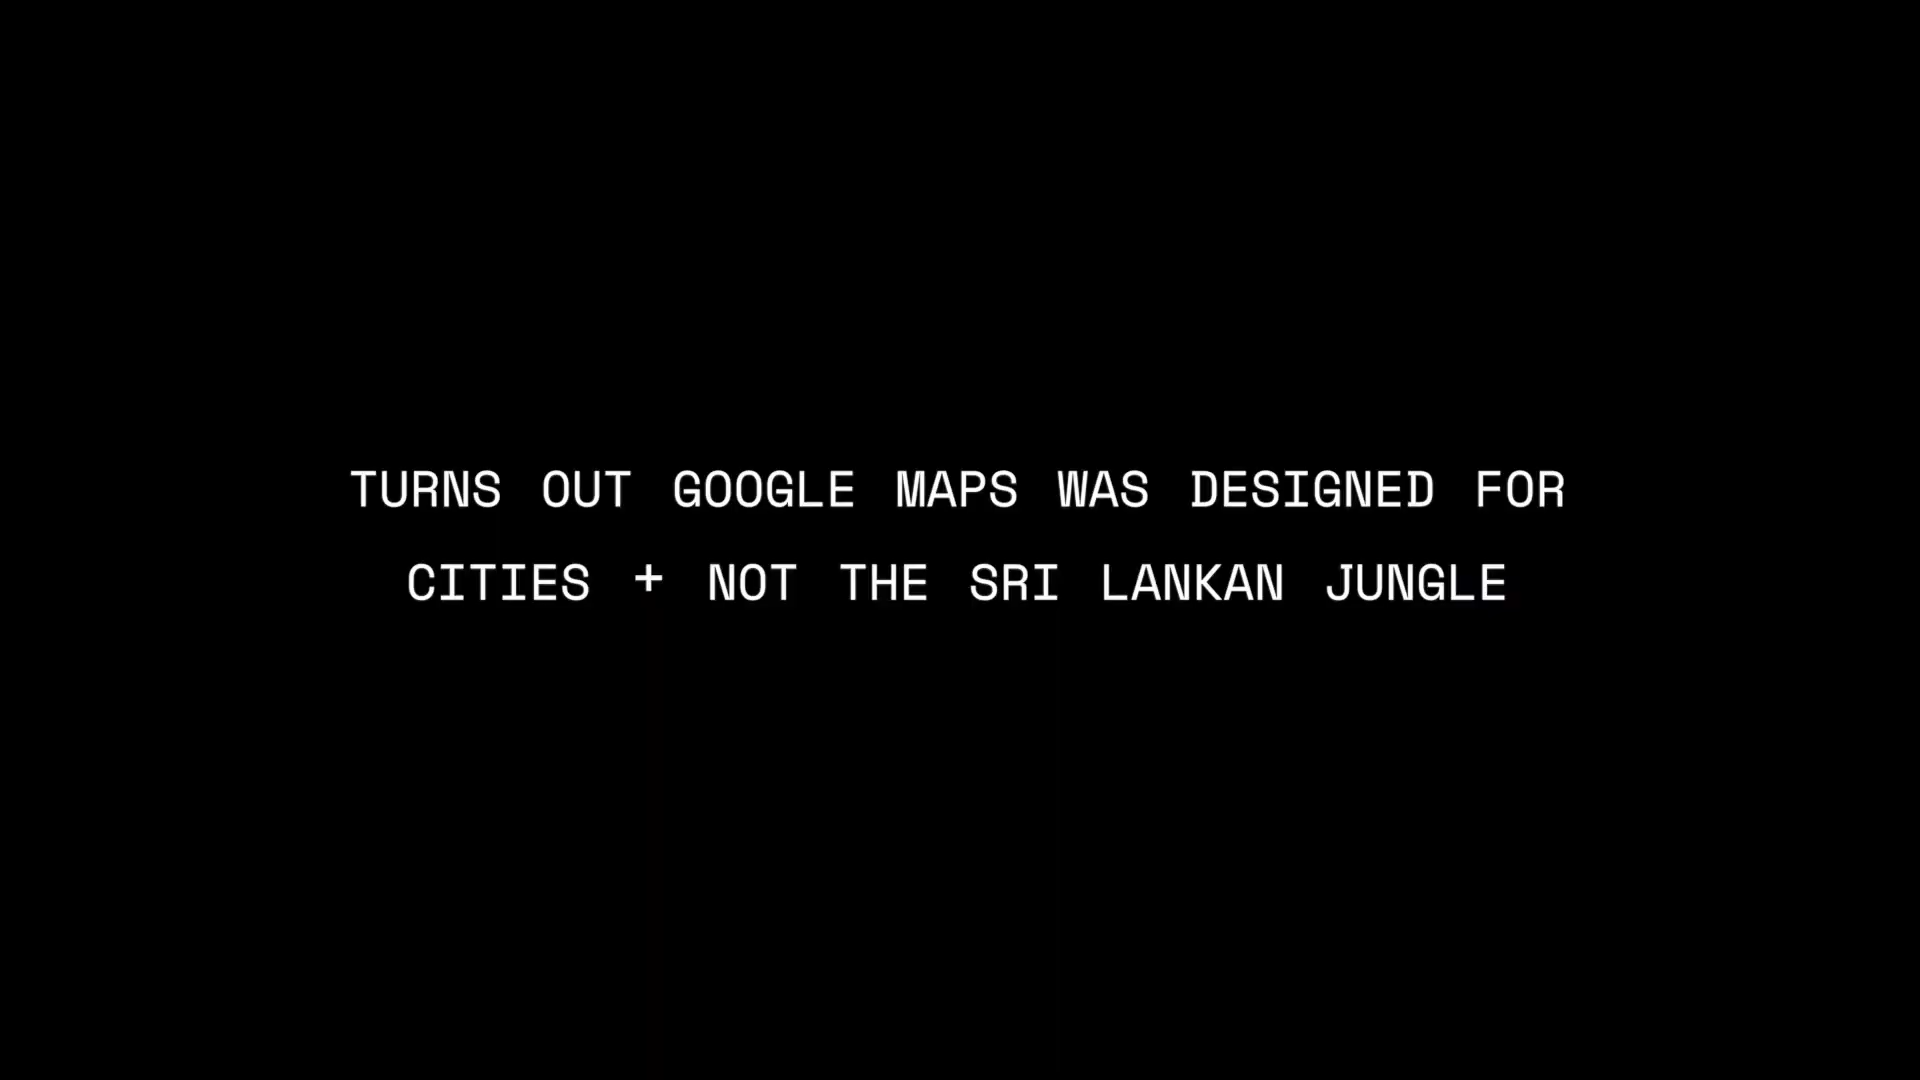 TURNS OUT GOOGLE MAPS WAS DESIGNED FOR
CITIES + NOT THE SRI LANKAN JUNGLE